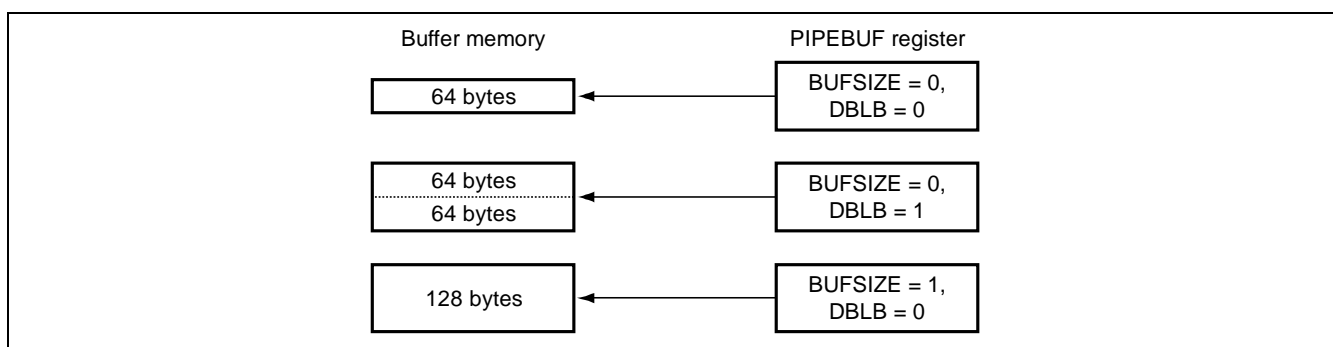 Buffer memory
PIPEBUF register
64 bytes
BUFSIZE = 0,
DBLB = 0
64 bytes
64 bytes
BUFSIZE = 0,
DBLB = 1
128 bytes
BUFSIZE = 1,
DBLB = 0